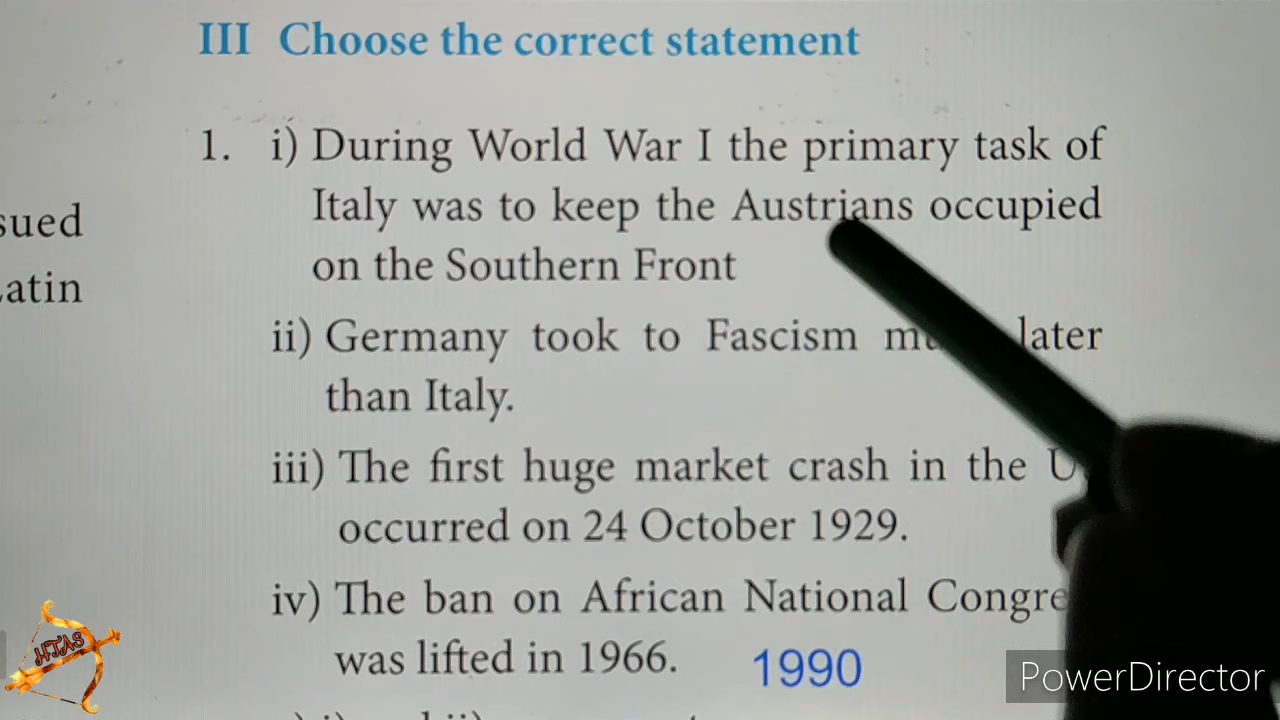 III Choose the correct statement
1. i) During World War I the primary task of
Italy was to keep the Austrians occupied
on the Southern Front
ii) Germany took to Fascism later
than Italy.
iii) The first huge market crash in the
occurred on 24 October 1929.
iv) The ban on African National
was lifted in 1966. 1990
sued
HTAS
PowerDirector